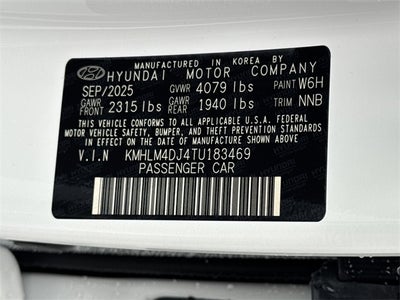 MANUFACTURED IN KOREA BY
HYUNDAI MOTOR COMPANY
SEP/2025 GVWR 4079 lbs PAINT W6H
GAWR FRONT 2315 lbs GAWR REAR 1940 lbs TRIM NNB
THIS VEHICLE CONFORMS TO ALL APPLICABLE U.S.A. FEDERAL
MOTOR VEHICLE SAFETY, BUMPER, AND THEFT PREVENTION STANDARDS
IN EFFECT ON THE DATE OF MANUFACTURE SHOWN ABOVE
V.I.N KMHLM4DJ4TU183469
PASSENGER CAR